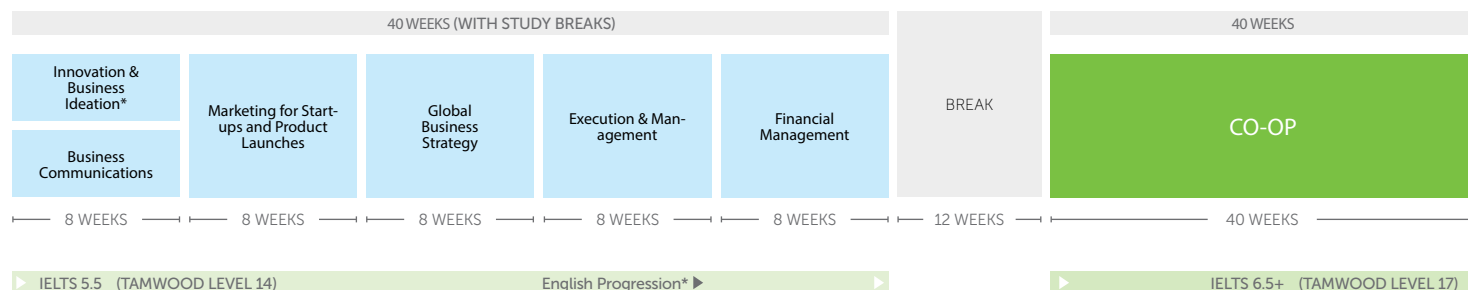 40 WEEKS (WITH STUDY BREAKS)
40 WEEKS
Innovation &
Business
Ideation*
Business
Communications
Marketing for Start-
ups and Product
Launches
Global
Business
Strategy
Execution & Man-
agement
Financial
Management
BREAK
CO-OP
8 WEEKS
8 WEEKS
8 WEEKS
8 WEEKS
8 WEEKS
12 WEEKS
40 WEEKS
IELTS 5.5 (TAMWOOD LEVEL 14)
English Progression*
IELTS 6.5+ (TAMWOOD LEVEL 17)